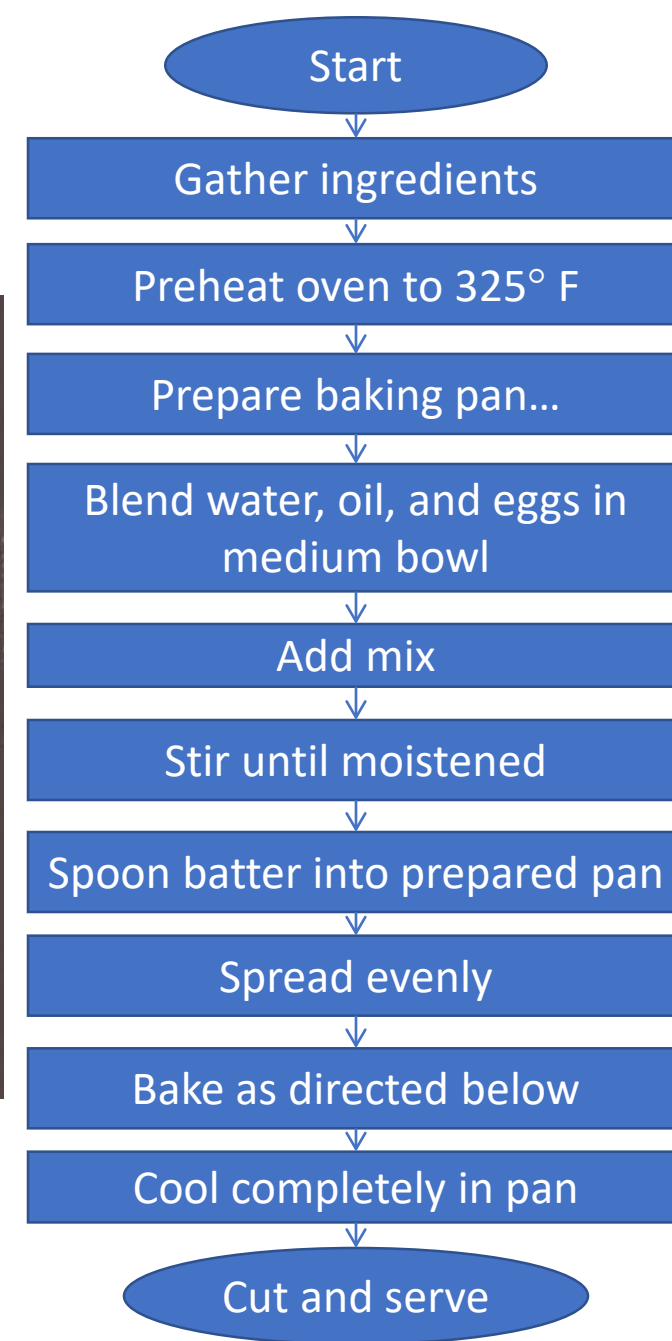 Start
Gather ingredients
Preheat oven to 325° F
Prepare baking pan…
Blend water, oil, and eggs in
medium bowl
Add mix
Stir until moistened
Spoon batter into prepared pan
Spread evenly
Bake as directed below
Cool completely in pan
Cut and serve